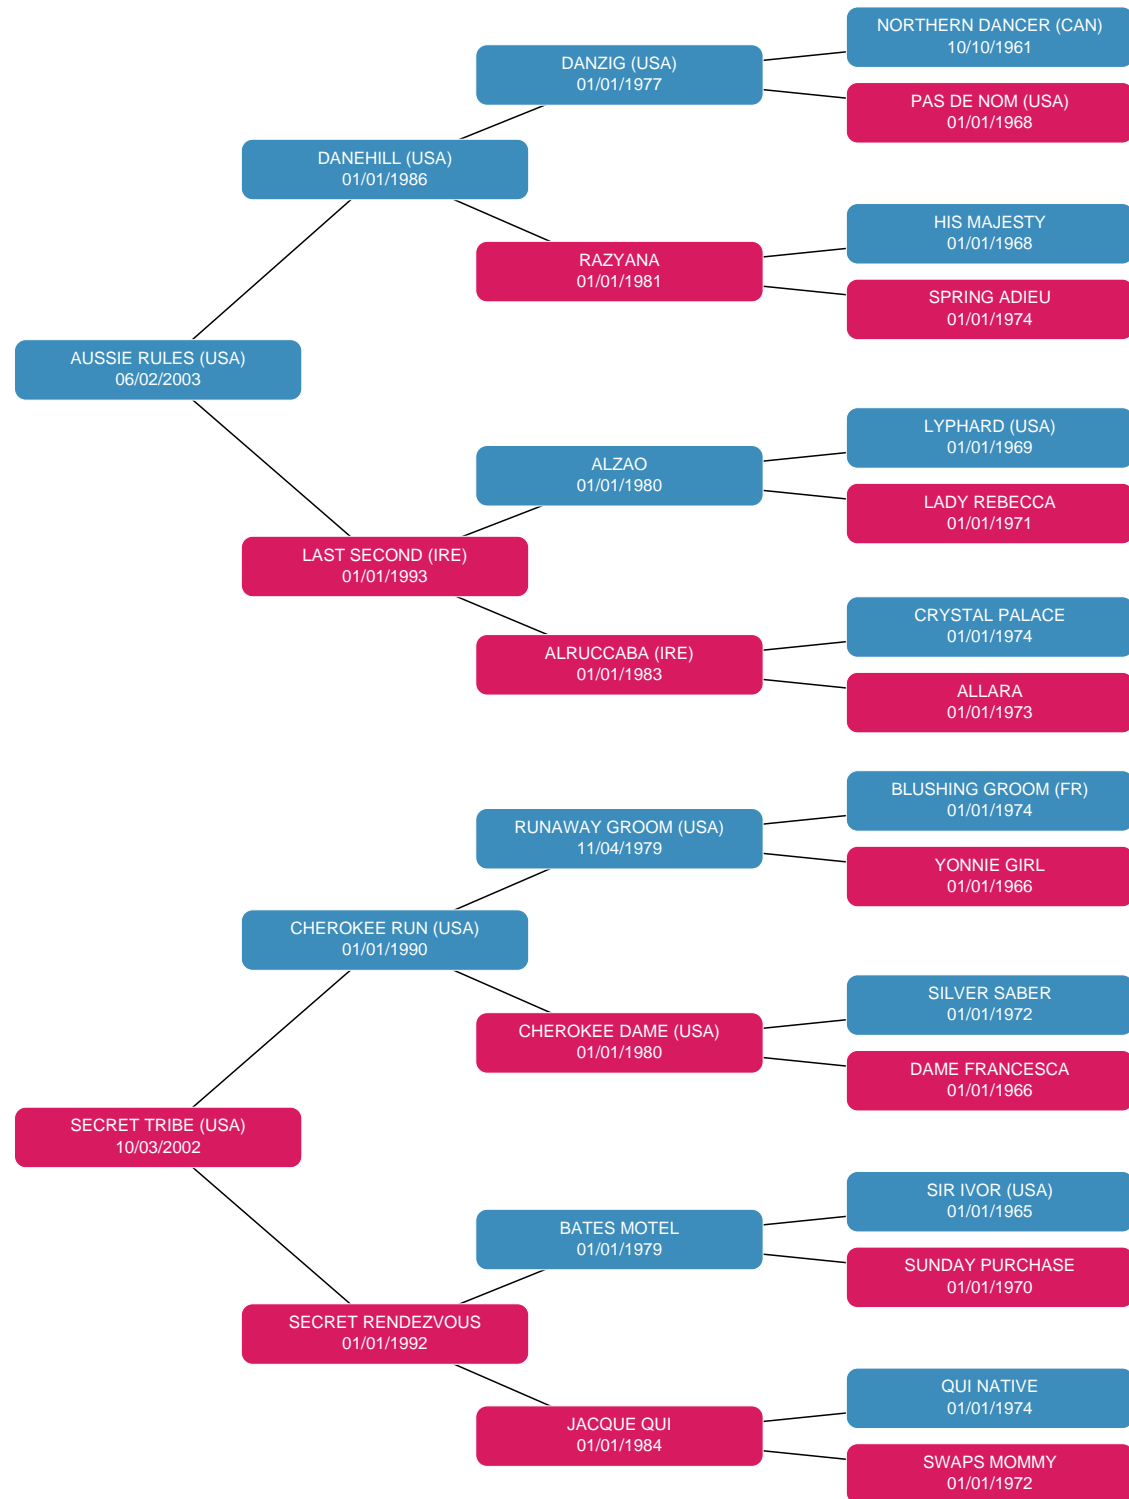 NORTHERN DANCER (CAN)
10/10/1961
DANZIG (USA)
01/01/1977
PAS DE NOM (USA)
01/01/1968
DANEHILL (USA)
01/01/1986
HIS MAJESTY
01/01/1968
RAZYANA
01/01/1981
SPRING ADIEU
01/01/1974
AUSSIE RULES (USA)
06/02/2003
LYPHARD (USA)
01/01/1969
ALZAO
01/01/1980
LADY REBECCA
01/01/1971
LAST SECOND (IRE)
01/01/1993
CRYSTAL PALACE
01/01/1974
ALRUCCABA (IRE)
01/01/1983
ALLARA
01/01/1973
BLUSHING GROOM (FR)
01/01/1974
RUNAWAY GROOM (USA)
11/04/1979
YONNIE GIRL
01/01/1966
CHEROKEE RUN (USA)
01/01/1990
SILVER SABER
01/01/1972
CHEROKEE DAME (USA)
01/01/1980
DAME FRANCESCA
01/01/1966
SECRET TRIBE (USA)
10/03/2002
SIR IVOR (USA)
01/01/1965
BATES MOTEL
01/01/1979
SUNDAY PURCHASE
01/01/1970
SECRET RENDEZVOUS
01/01/1992
QUI NATIVE
01/01/1974
JACQUE QUI
01/01/1984
SWAPS MOMMY
01/01/1972